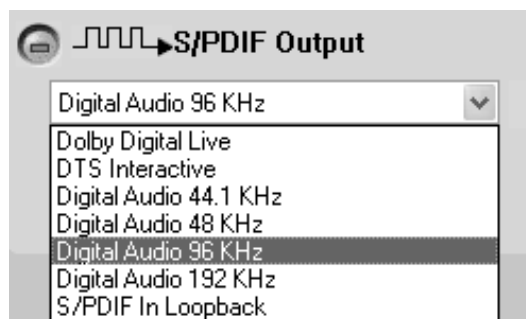 S/PDIF Output
Digital Audio 96 KHz
Dolby Digital Live
DTS Interactive
Digital Audio 44.1 KHz
Digital Audio 48 KHz
Digital Audio 96 KHz
Digital Audio 192 KHz
S/PDIF In Loopback